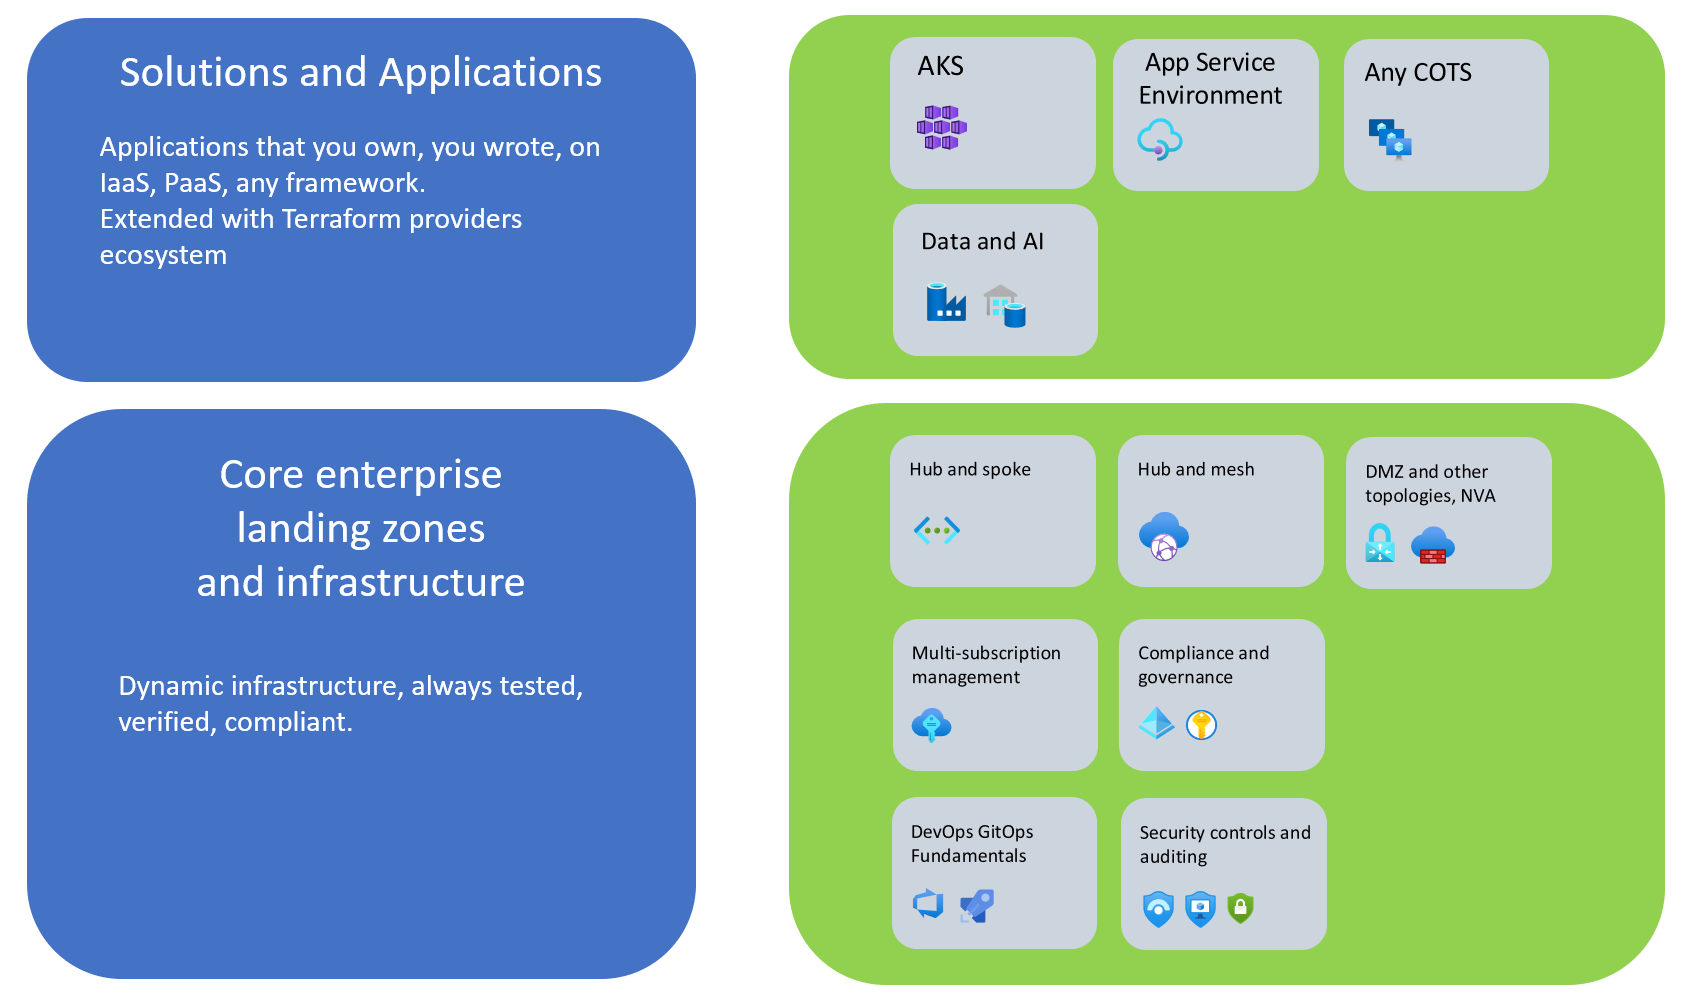 Solutions and Applications
Applications that you own, you wrote, on
IaaS, PaaS, any framework.
Extended with Terraform providers
ecosystem
AKS
App Service
Environment
Any COTS
Data and AI
Core enterprise
landing zones
and infrastructure
Dynamic infrastructure, always tested,
verified, compliant.
Hub and spoke
Hub and mesh
DMZ and other
topologies, NVA
Multi-subscription
management
Compliance and
governance
DevOps GitOps
Fundamentals
Security controls and
auditing